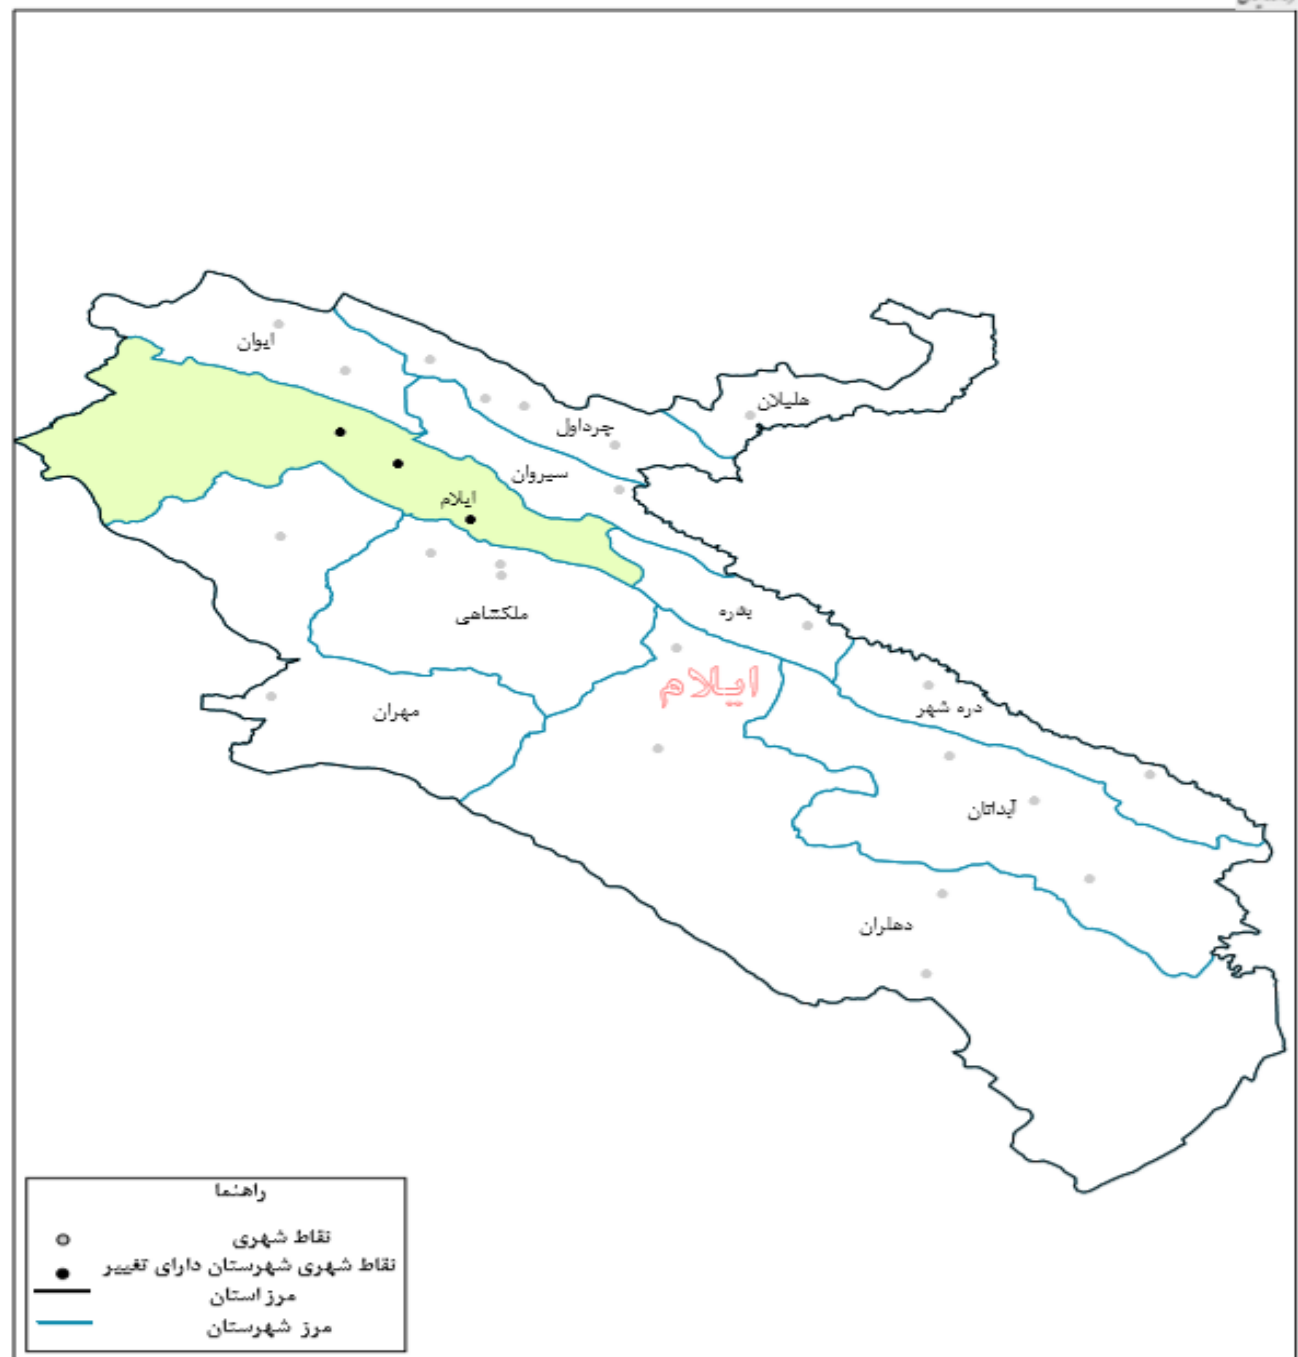 ایوان
هلیلان
چرداول
سیروان
ایلام
ملکشاهی
بدره
ایلام
دره شهر
مهران
آبدانان
دهلران
راهنما
نقاط شهری
نقاط شهری شهرستان دارای تغییر
مرز استان
مرز شهرستان